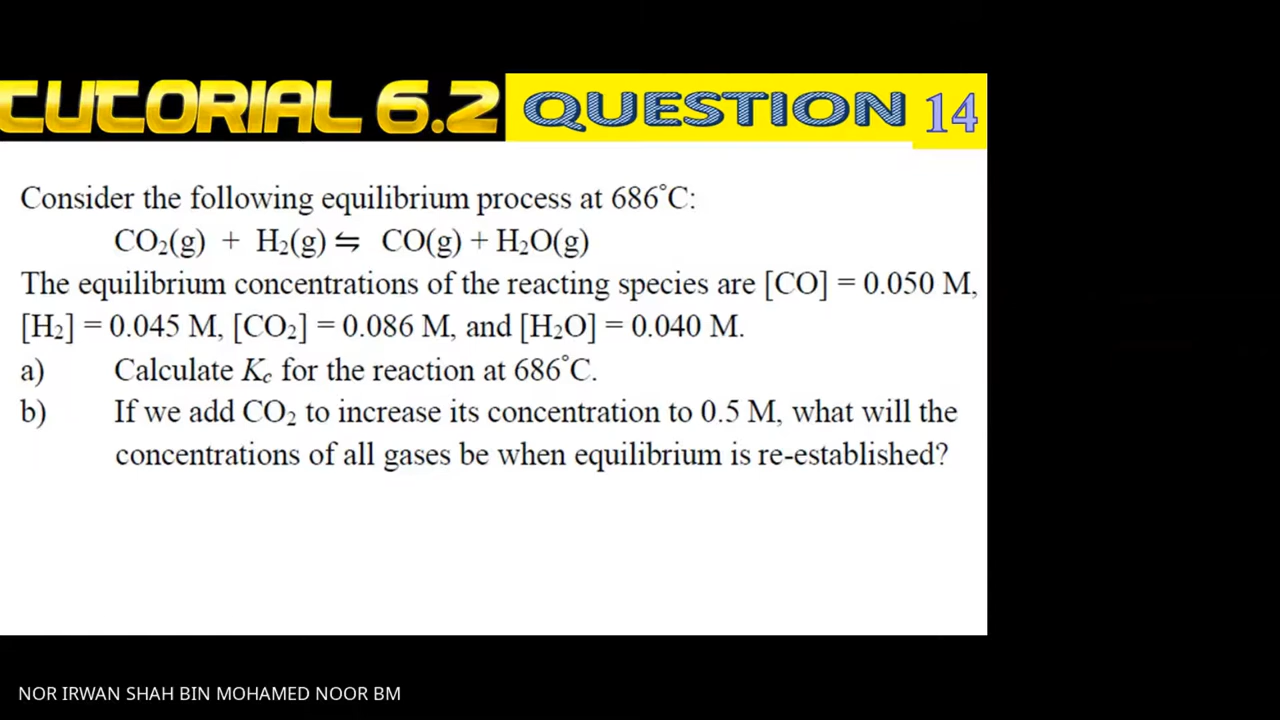 TUTORIAL 6.2 QUESTION 14
Consider the following equilibrium process at 686˚C:
CO₂(g) + H₂(g) ⇋ CO(g) + H₂O(g)
The equilibrium concentrations of the reacting species are [CO] = 0.050 M,
[H₂] = 0.045 M, [CO₂] = 0.086 M, and [H₂O] = 0.040 M.
a) Calculate Kc for the reaction at 686˚C.
b) If we add CO₂ to increase its concentration to 0.5 M, what will the
concentrations of all gases be when equilibrium is re-established?
NOR IRWAN SHAH BIN MOHAMED NOOR BM